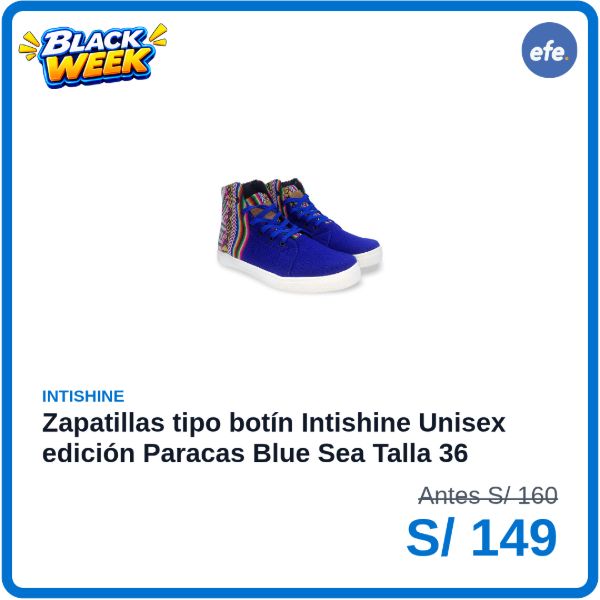 BLACK
WEEK
efe.
INTISHINE
Zapatillas tipo botín Intishine Unisex
edición Paracas Blue Sea Talla 36
Antes S/ 160
S/ 149